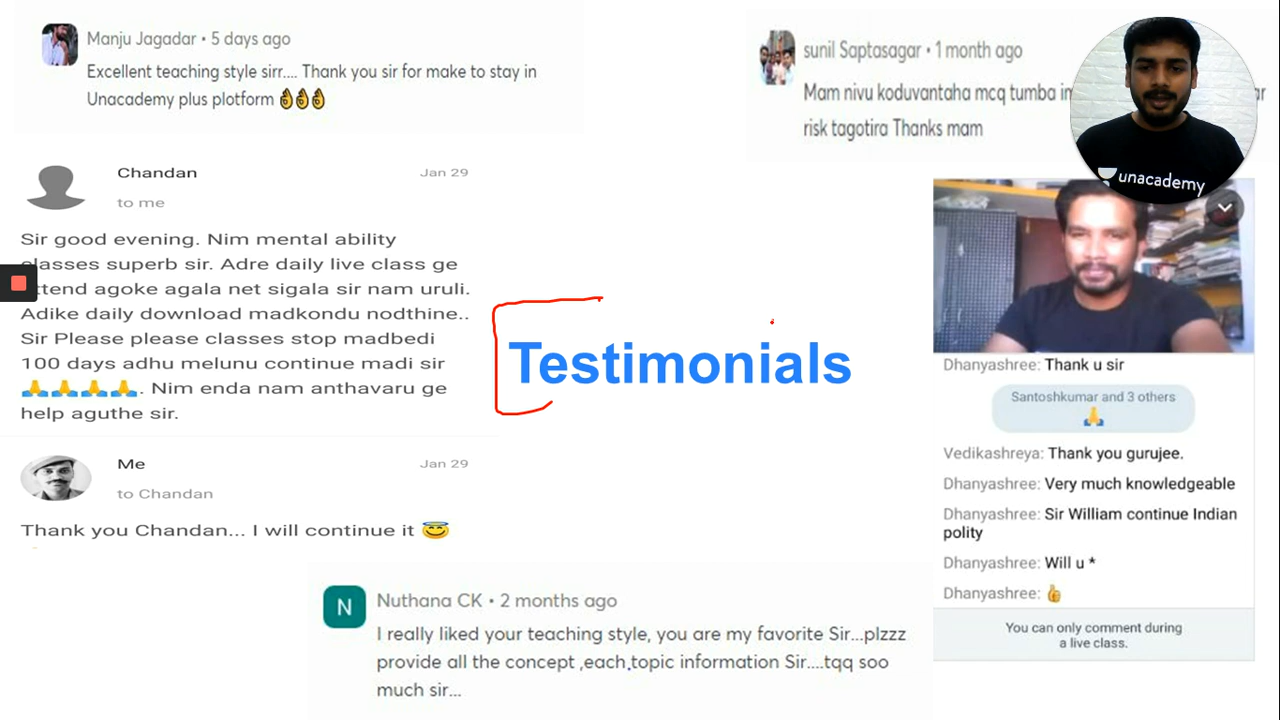 Manju Jagadar • 5 days ago
Excellent teaching style sirr.... Thank you sir for make to stay in
Unacademy plus plotform 👌👌👌
sunil Saptasagar • 1 month ago
Mam nivu koduvantaha mcq tumba
risk tagotira Thanks mam
unacademy
Chandan
Jan 29
to me
Sir good evening. Nim mental ability
classes superb sir. Adre daily live class ge
attend agoke agala net sigala sir nam uruli.
Adike daily download madkondu nodthine..
Sir Please please classes stop madbedi
100 days adhu melunu continue madi sir
🙏🙏🙏🙏. Nim enda nam anthavaru ge
help aguthe sir.
Me
Jan 29
to Chandan
Thank you Chandan... I will continue it 😇
Testimonials
Dhanyashree: Thank u sir
Santoshkumar and 3 others
🙏
Vedikashreya: Thank you gurujee.
Dhanyashree: Very much knowledgeable
Dhanyashree: Sir William continue Indian
polity
Dhanyashree: Will u *
Dhanyashree: 👍
You can only comment during
a live class.
N
Nuthana CK • 2 months ago
I really liked your teaching style, you are my favorite Sir...plzzz
provide all the concept ,each,topic information Sir....tqq soo
much sir...